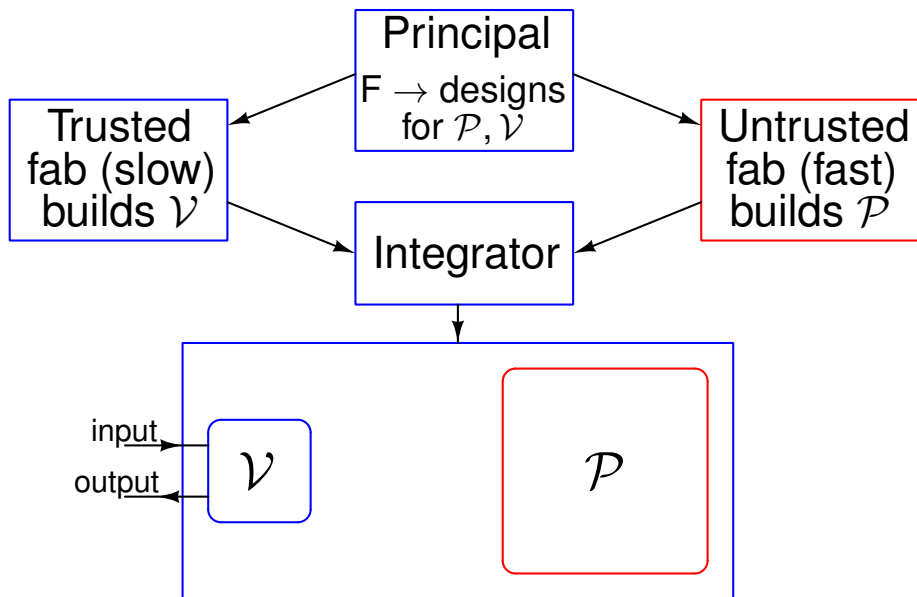 Principal
F → designs
for 𝒫, 𝒱
Trusted
fab (slow)
builds 𝒱
Untrusted
fab (fast)
builds 𝒫
Integrator
input
output
𝒱
𝒫